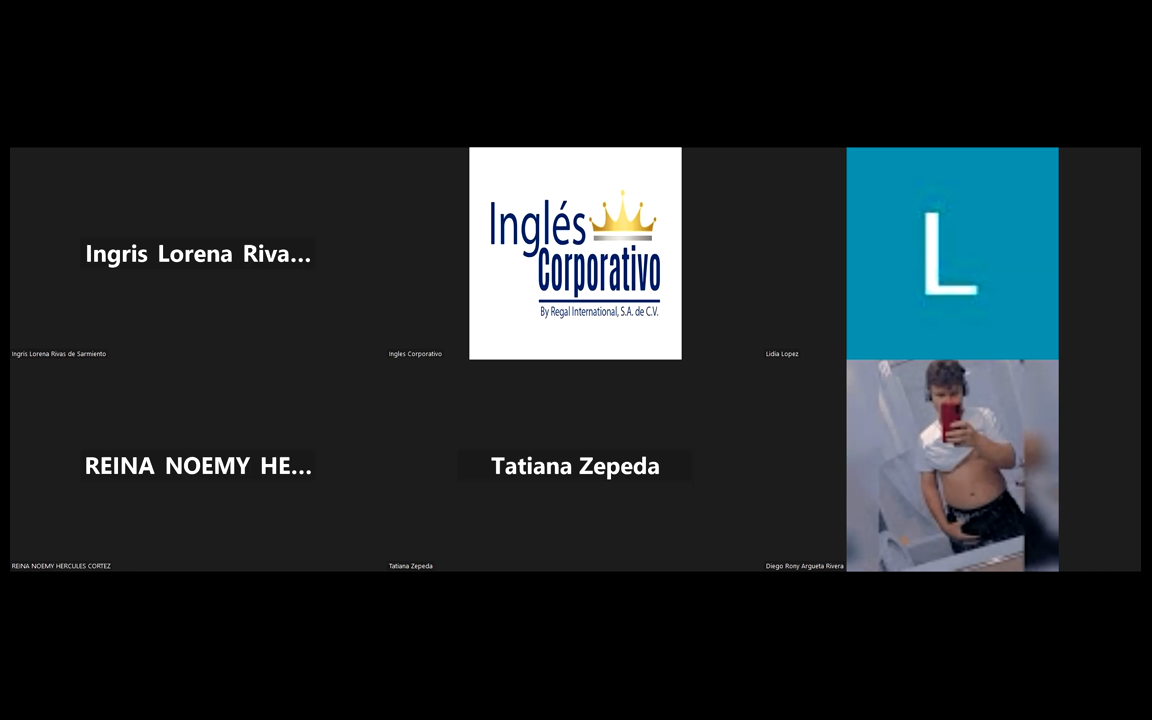 Ingris Lorena Riva...
Ingris Lorena Rivas de Sarmiento
Inglés
Corporativo
By Regal International, S.A. de C.V.
Ingles Corporativo
L
Lidia Lopez
REINA NOEMY HE...
REINA NOEMY HERCULES CORTEZ
Tatiana Zepeda
Tatiana Zepeda
Diego Rony Argueta Rivera